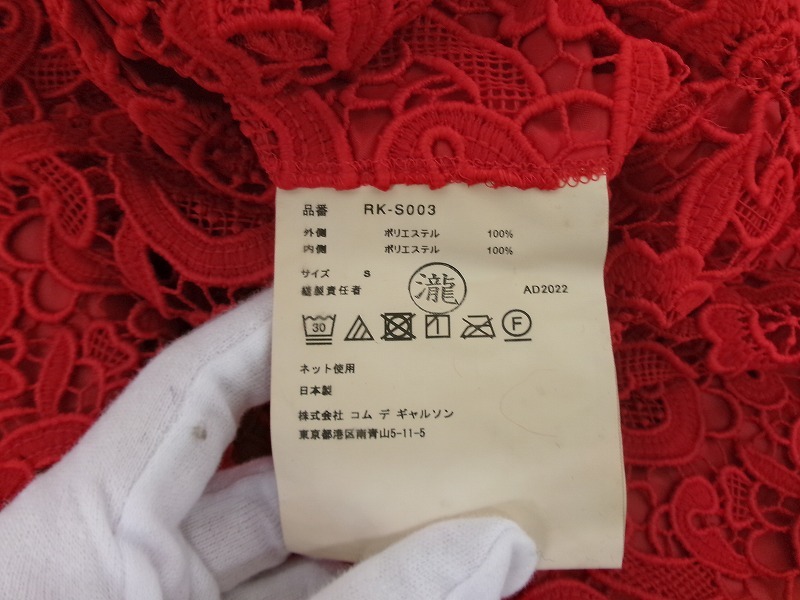 品番 RK-S003
外側 ポリエステル 100%
内側 ポリエステル 100%
サイズ S
縫製責任者 瀧 AD2022
30 F
ネット使用
日本製
株式会社 コム デ ギャルソン
東京都港区南青山5-11-5